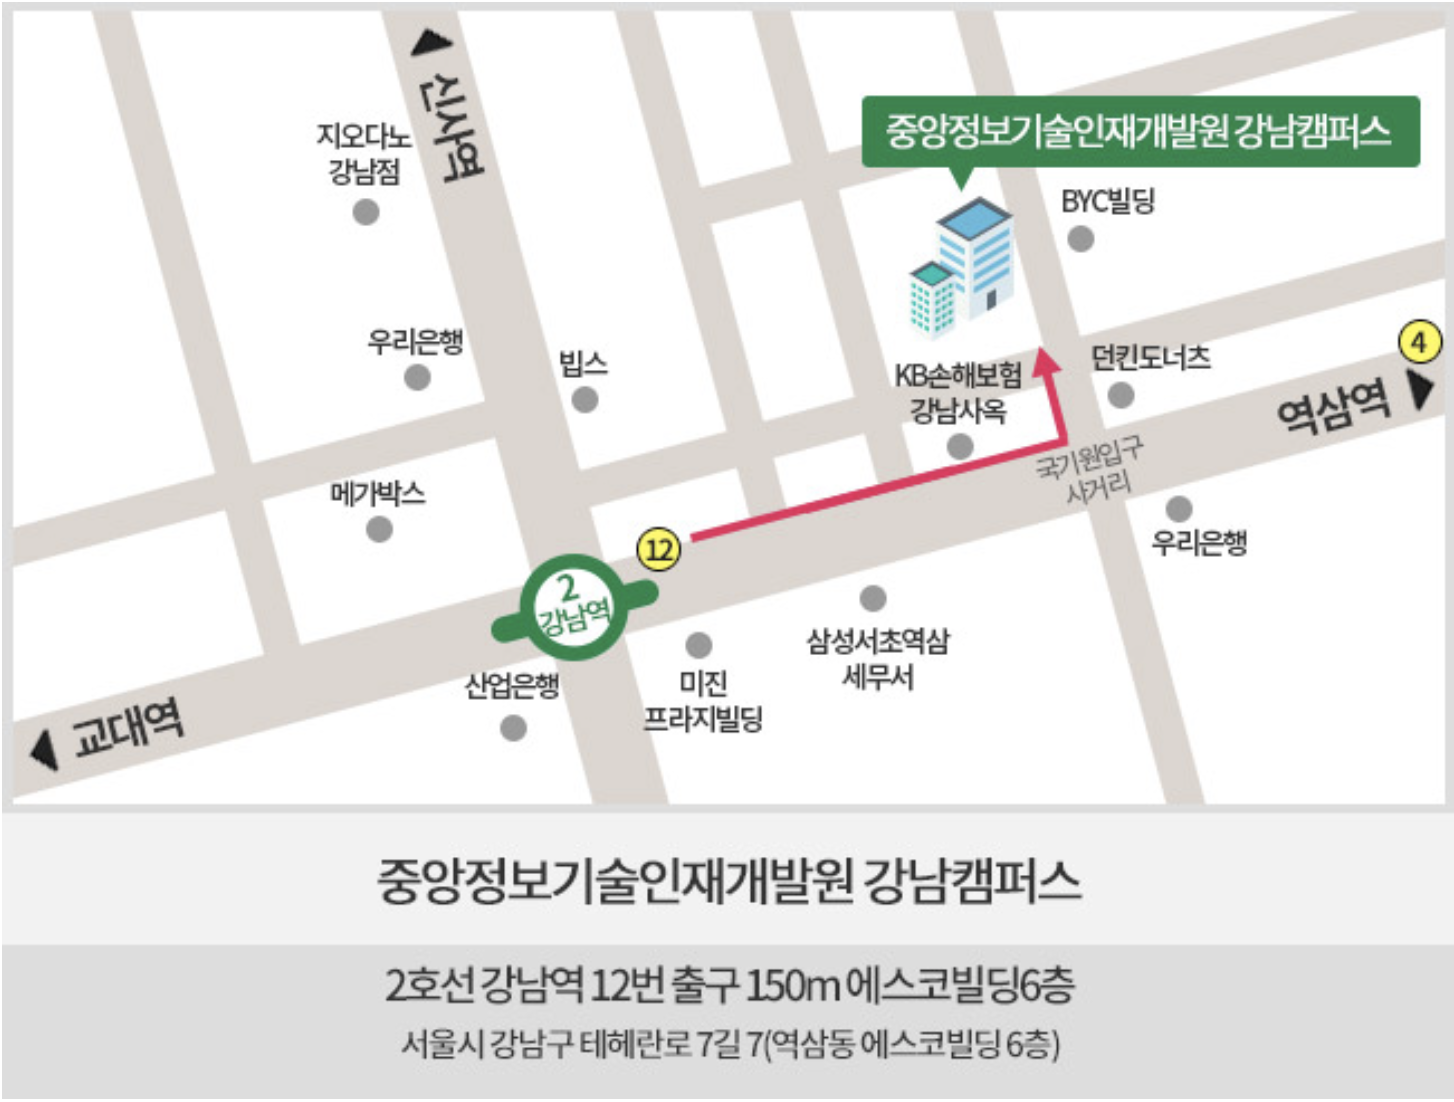 신사역
지오다노
강남점
중앙정보기술인재개발원 강남캠퍼스
BYC빌딩
우리은행
빕스
KB손해보험
강남사옥
던킨도너츠
4
역삼역
메가박스
국기원입구
사거리
우리은행
12
2
강남역
삼성서초역삼
세무서
산업은행
미진
프라지빌딩
교대역
중앙정보기술인재개발원 강남캠퍼스
2호선 강남역 12번 출구 150m 에스코빌딩6층
서울시 강남구 테헤란로 7길 7(역삼동 에스코빌딩 6층)